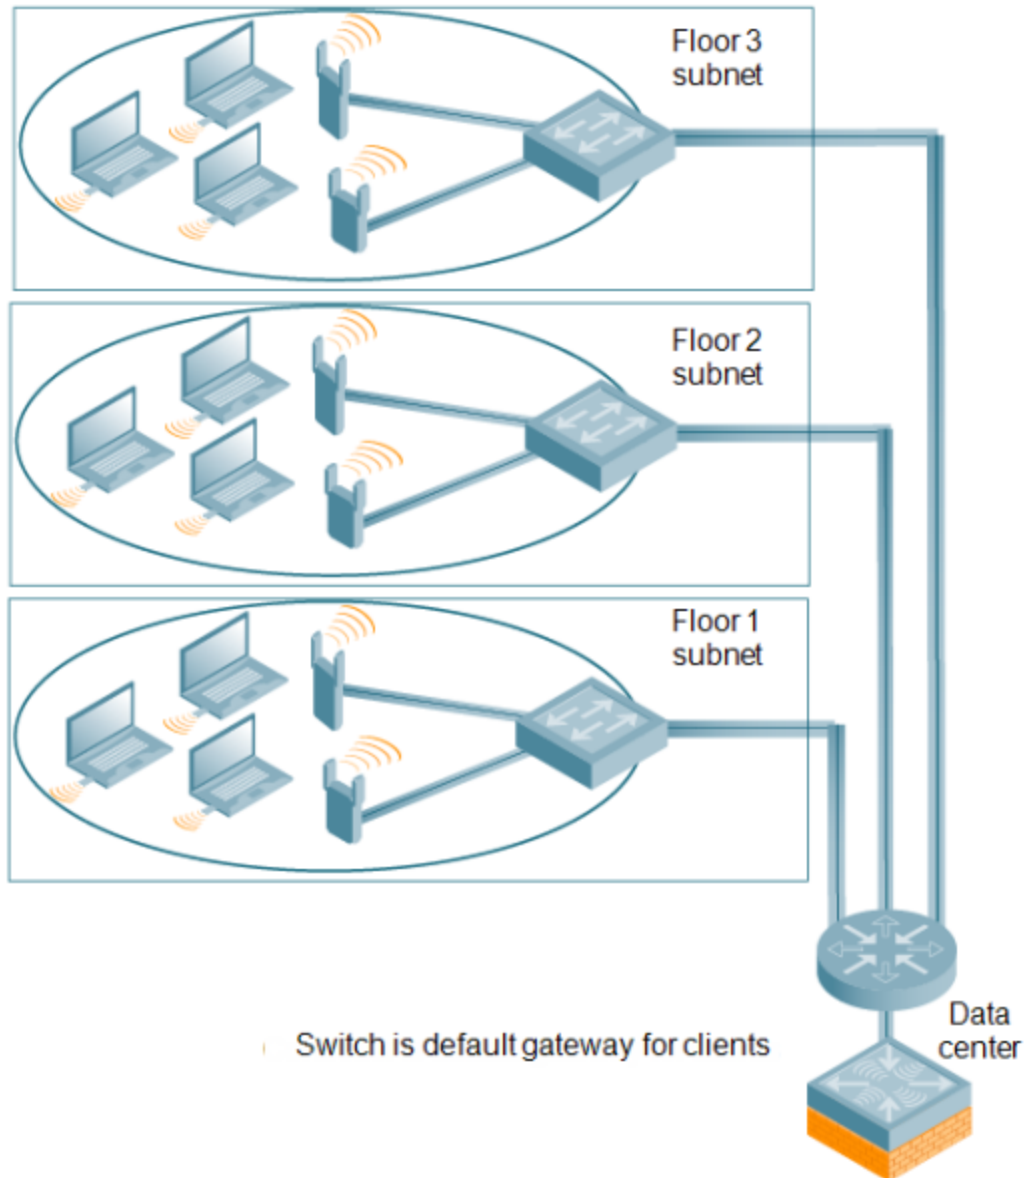 Floor 3
subnet
Floor 2
subnet
Floor 1
subnet
Data
center
Switch is default gateway for clients